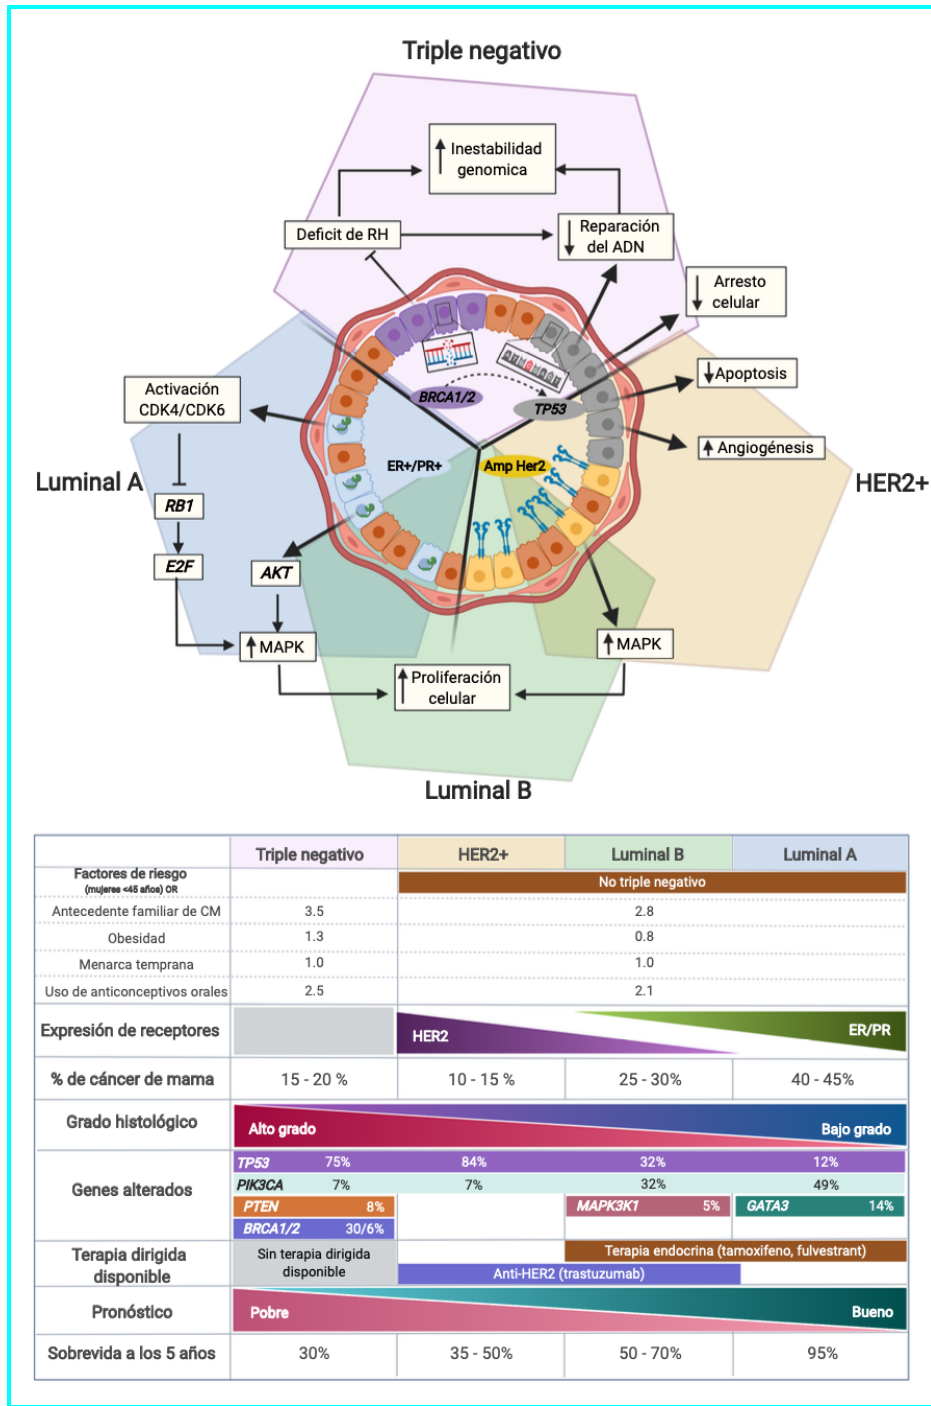 Triple negativo
Inestabilidad
genomica
Deficit de RH
Reparación
del ADN
Arresto
celular
Activación
CDK4/CDK6
Apoptosis
BRCA1/2
TP53
Angiogénesis
Luminal A
ER+/PR+
Amp Her2
HER2+
RB1
E2F
AKT
MAPK
MAPK
Proliferación
celular
Luminal B
Triple negativo HER2+ Luminal B Luminal A
Factores de riesgo
(mujeres <45 años) OR
No triple negativo
Antecedente familiar de CM 3.5 2.8
Obesidad 1.3 0.8
Menarca temprana 1.0 1.0
Uso de anticonceptivos orales 2.5 2.1
Expresión de receptores HER2 ER/PR
% de cáncer de mama 15 - 20 % 10 - 15 % 25 - 30% 40 - 45%
Grado histológico Alto grado Bajo grado
Genes alterados
TP53 75% 84% 32% 12%
PIK3CA 7% 7% 32% 49%
PTEN 8% MAPK3K1 5% GATA3 14%
BRCA1/2 30/6%
Terapia dirigida
disponible
Sin terapia dirigida
disponible
Terapia endocrina (tamoxifeno, fulvestrant)
Anti-HER2 (trastuzumab)
Pronóstico Pobre Bueno
Sobrevida a los 5 años 30% 35 - 50% 50 - 70% 95%